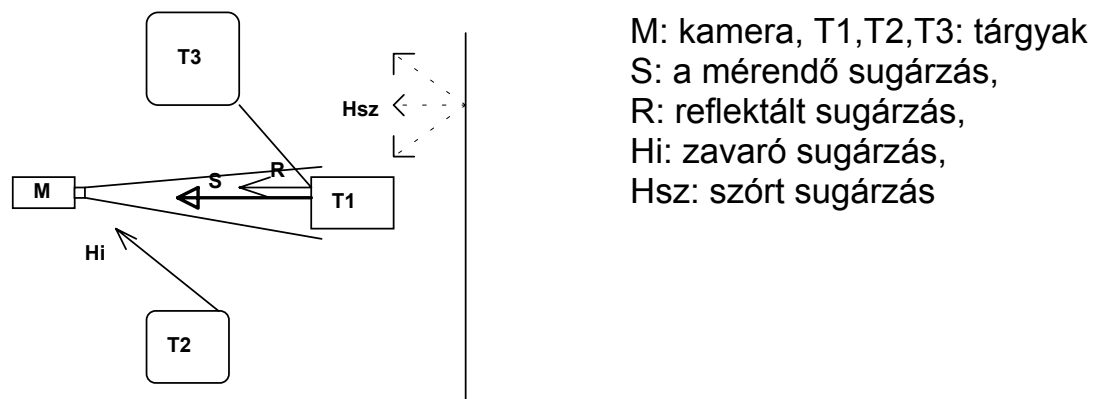 T3
Hsz
R
S
M
T1
Hi
T2
M: kamera, T1,T2,T3: tárgyak
S: a mérendő sugárzás,
R: reflektált sugárzás,
Hi: zavaró sugárzás,
Hsz: szórt sugárzás